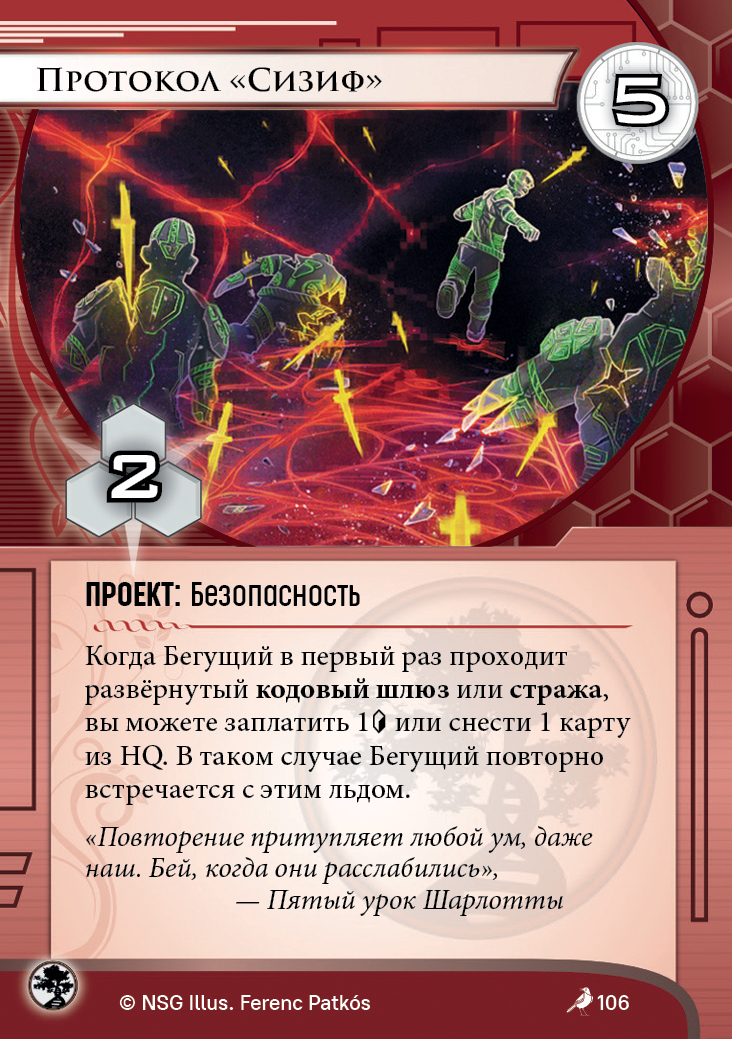 Протокол «Сизиф»
5
2
ПРОЕКТ: Безопасность
Когда Бегущий в первый раз проходит
развёрнутый кодовый шлюз или стража,
вы можете заплатить 1 или снести 1 карту
из HQ. В таком случае Бегущий повторно
встречается с этим льдом.
«Повторение притупляет любой ум, даже
наш. Бей, когда они расслабились»,
— Пятый урок Шарлотты
© NSG Illus. Ferenc Patkós
106